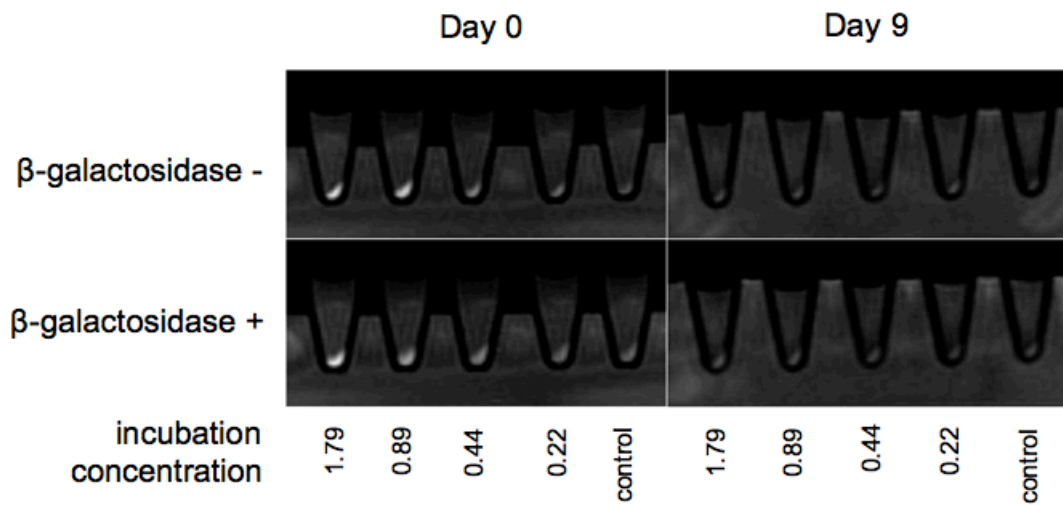 Day 0 Day 9
β-galactosidase -
β-galactosidase +
incubation
concentration
1.79 0.89 0.44 0.22 control 1.79 0.89 0.44 0.22 control